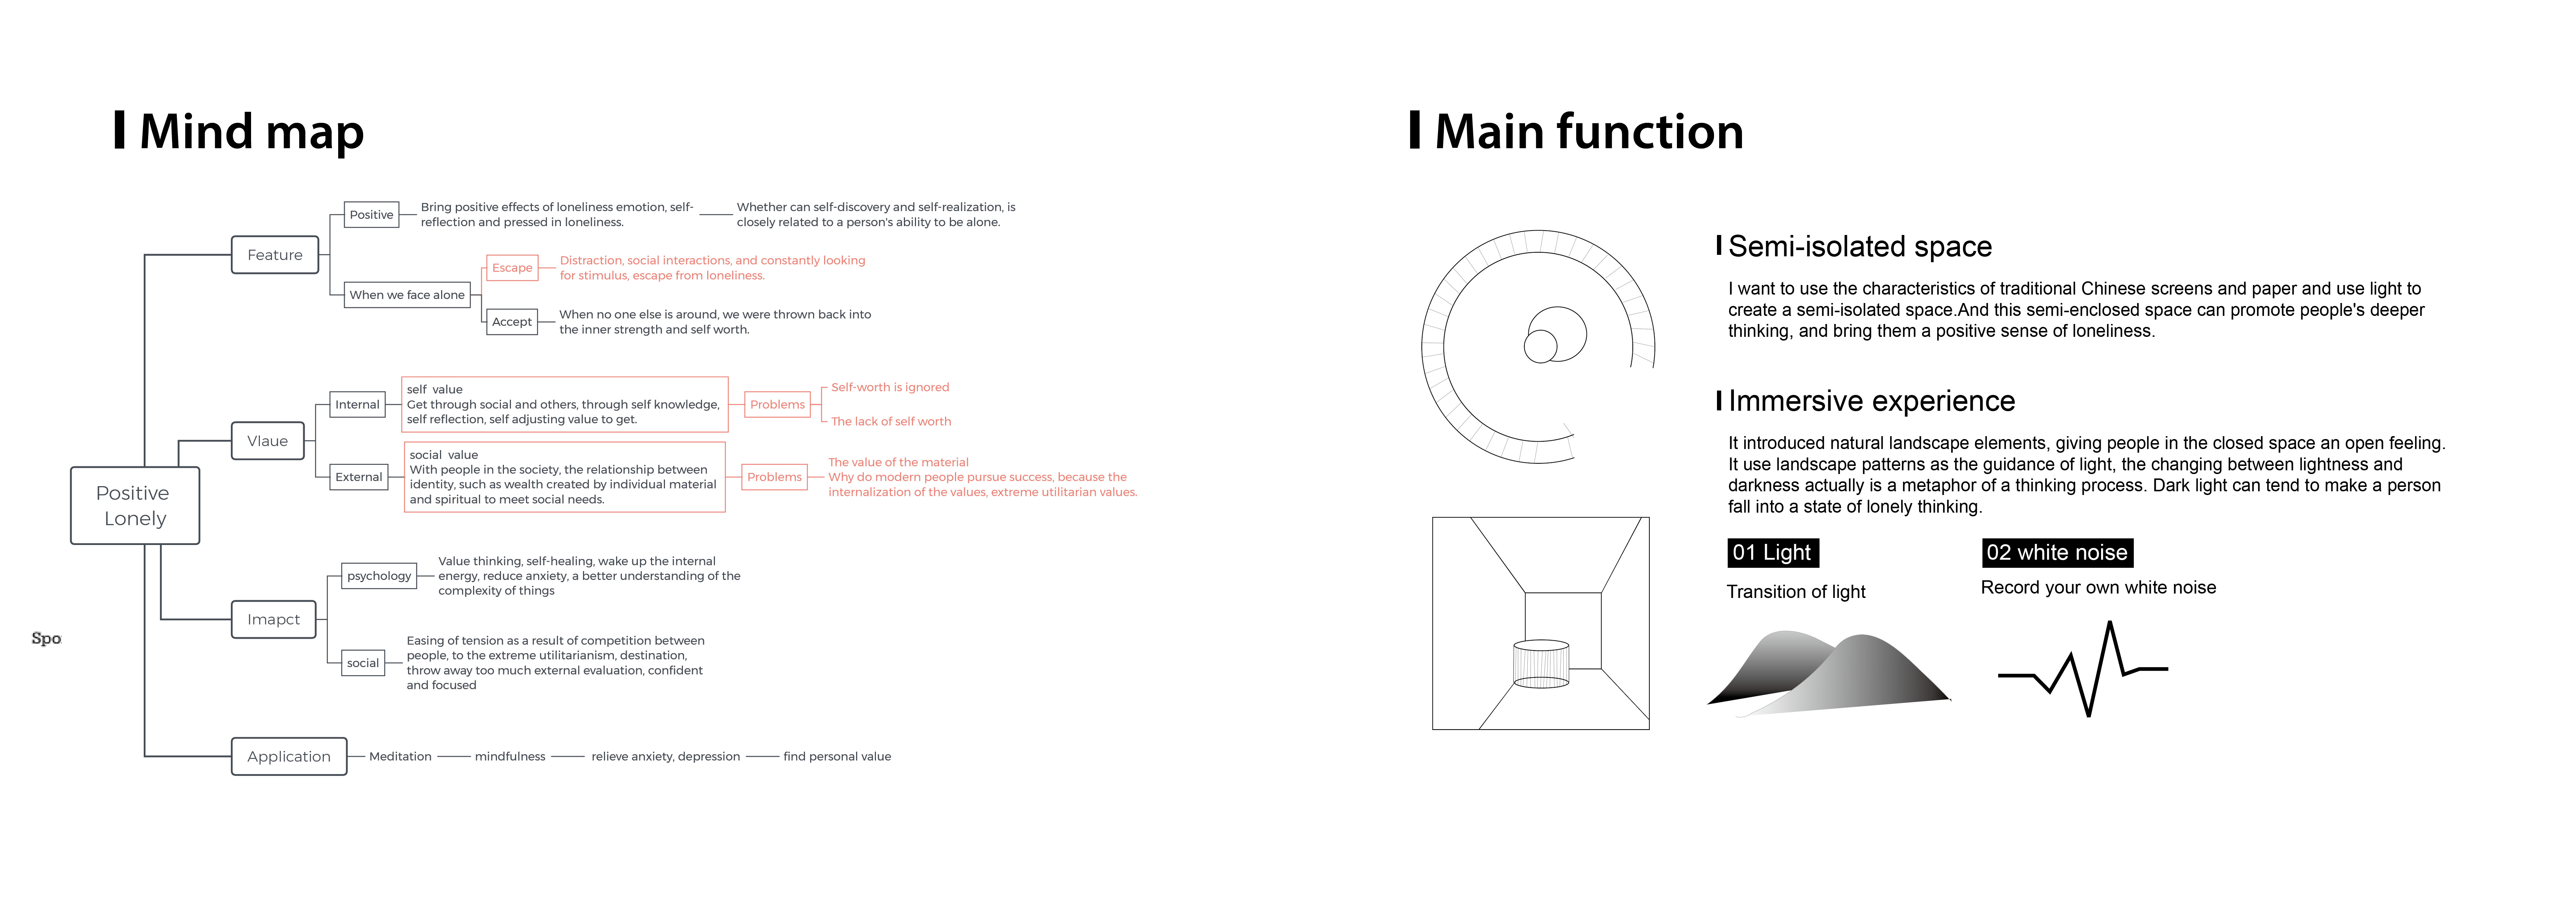 Mind map
Positive
Lonely
Feature
Positive
Bring positive effects of loneliness emotion, self-
reflection and pressed in loneliness.
Whether can self-discovery and self-realization, is
closely related to a person's ability to be alone.
When we face alone
Escape
Distraction, social interactions, and constantly looking
for stimulus, escape from loneliness.
Accept
When no one else is around, we were thrown back into
the inner strength and self worth.
Vlaue
Internal
self value
Get through social and others, through self knowledge,
self reflection, self adjusting value to get.
Problems
Self-worth is ignored
The lack of self worth
External
social value
With people in the society, the relationship between
identity, such as wealth created by individual material
and spiritual to meet social needs.
Problems
The value of the material
Why do modern people pursue success, because the
internalization of the values, extreme utilitarian values.
Imapct
psychology
Value thinking, self-healing, wake up the internal
energy, reduce anxiety, a better understanding of the
complexity of things
social
Easing of tension as a result of competition between
people, to the extreme utilitarianism, destination,
throw away too much external evaluation, confident
and focused
Spo
Application
Meditation
mindfulness
relieve anxiety, depression
find personal value
Main function
Semi-isolated space
I want to use the characteristics of traditional Chinese screens and paper and use light to
create a semi-isolated space.And this semi-enclosed space can promote people's deeper
thinking, and bring them a positive sense of loneliness.
Immersive experience
It introduced natural landscape elements, giving people in the closed space an open feeling.
It use landscape patterns as the guidance of light, the changing between lightness and
darkness actually is a metaphor of a thinking process. Dark light can tend to make a person
fall into a state of lonely thinking.
01 Light
Transition of light
02 white noise
Record your own white noise